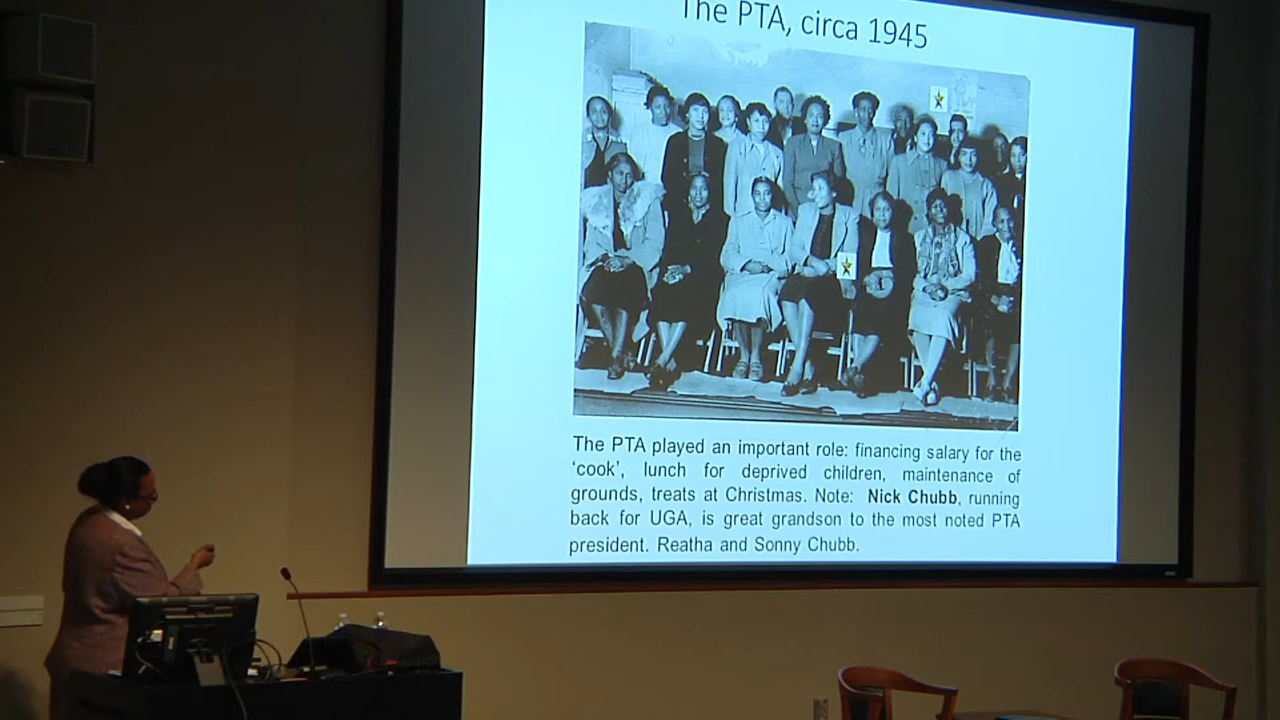 The PTA, circa 1945
The PTA played an important role: financing salary for the
‘cook’, lunch for deprived children, maintenance of
grounds, treats at Christmas. Note: Nick Chubb, running
back for UGA, is great grandson to the most noted PTA
president. Reatha and Sonny Chubb.